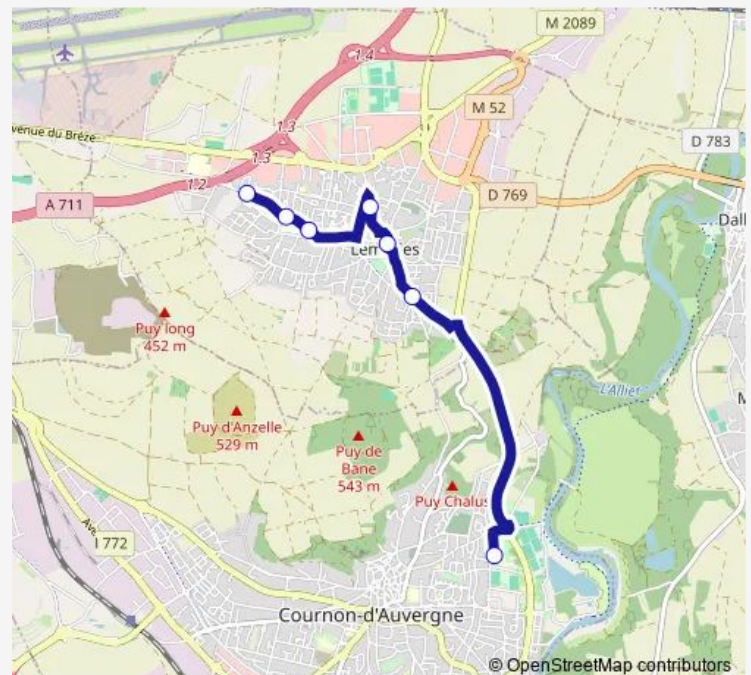 M 2089
1.4
M 52
1.3
venue du Brèze
1.3
D 783
1.2
D 769
A 711
Dall
Puy long
452 m
L'Allier
Puy d'Anzelle
529 m
Puy de
Bane
543 m
Puy Chalus
I 772
Cournon-d'Auvergne
© OpenStreetMap contributors